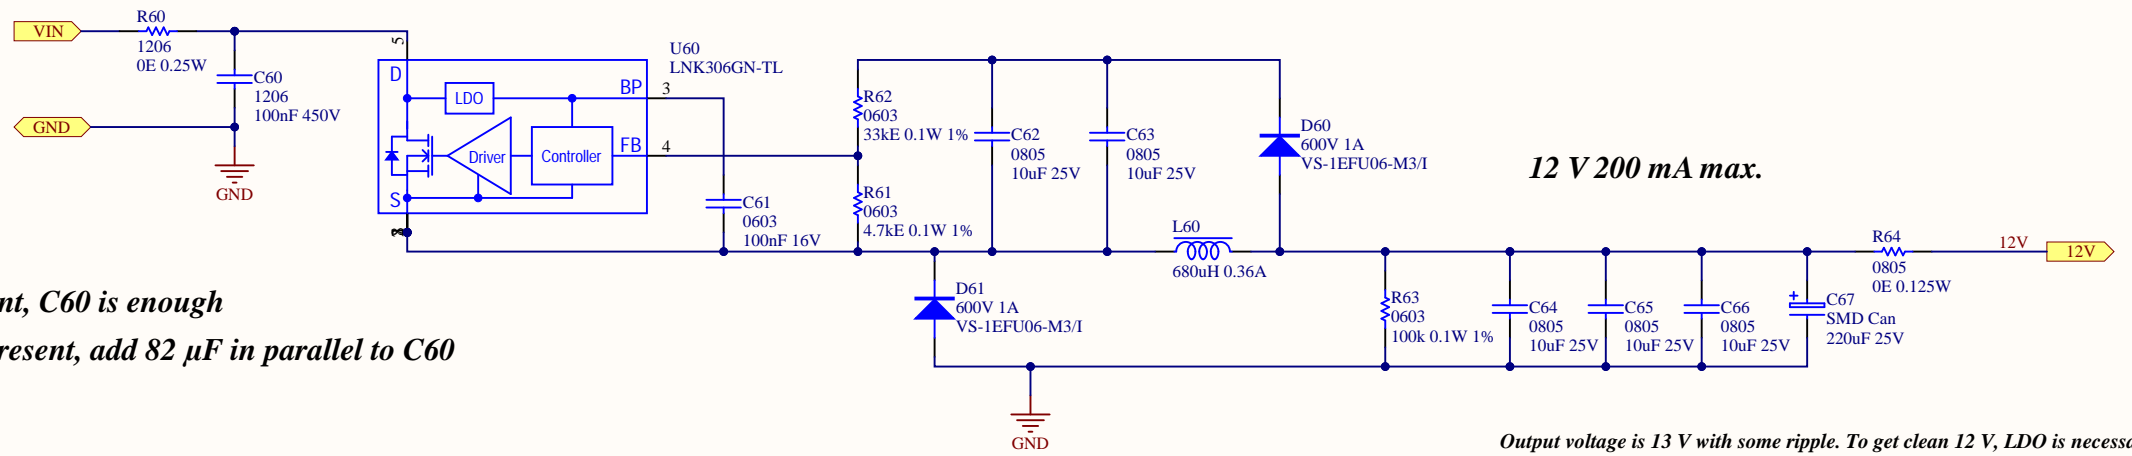 VIN
R60
1206
0E 0.25W
C60
1206
100nF 450V
GND
GND
5
U60
LNK306GN-TL
D
LDO
BP
3
Driver
Controller
FB
4
S
C61
0603
100nF 16V
R62
0603
33kE 0.1W 1%
R61
0603
4.7kE 0.1W 1%
C62
0805
10uF 25V
C63
0805
10uF 25V
D60
600V 1A
VS-1EFU06-M3/I
12 V 200 mA max.
L60
680uH 0.36A
D61
600V 1A
VS-1EFU06-M3/I
GND
R63
0603
100k 0.1W 1%
C64
0805
10uF 25V
C65
0805
10uF 25V
C66
0805
10uF 25V
+
C67
SMD Can
220uF 25V
R64
0805
0E 0.125W
12V
12V
nt, C60 is enough
resent, add 82 µF in parallel to C60
Output voltage is 13 V with some ripple. To get clean 12 V, LDO is necessa